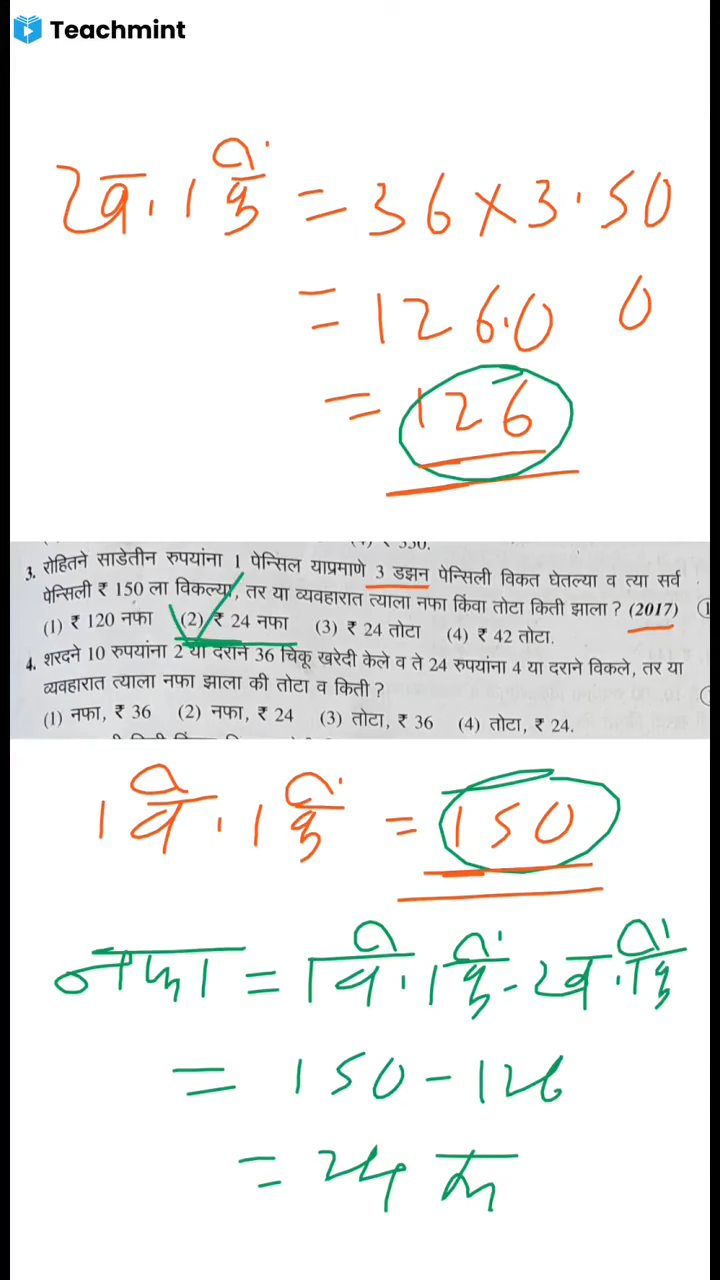 Teachmint
ख. किं = 36 × 3.50
= 126.0 0
= 126
3. रोहितने साडेतीन रुपयांना 1 पेन्सिल याप्रमाणे 3 डझन पेन्सिली विकत घेतल्या व त्या सर्व
पेन्सिली ₹ 150 ला विकल्या, तर या व्यवहारात त्याला नफा किंवा तोटा किती झाला ? (2017)
(1) ₹ 120 नफा (2) ₹ 24 नफा (3) ₹ 24 तोटा (4) ₹ 42 तोटा.
4. शरदने 10 रुपयांना 2 या दराने 36 चिकू खरेदी केले व ते 24 रुपयांना 4 या दराने विकले, तर या
व्यवहारात त्याला नफा झाला की तोटा व किती ?
(1) नफा, ₹ 36 (2) नफा, ₹ 24 (3) तोटा, ₹ 36 (4) तोटा, ₹ 24.
वि. किं = 150
नफा = वि. किं - ख. किं
= 150 - 126
= 24 रु